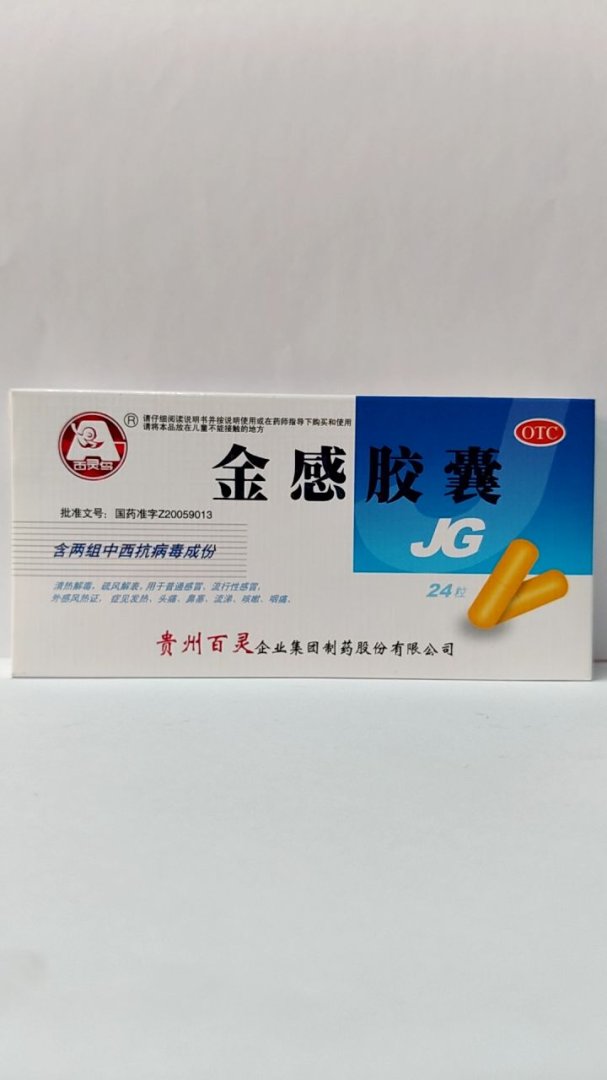 百灵鸟
®
请仔细阅读说明书并按说明使用或在药师指导下购买和使用
请将本品放在儿童不能接触的地方
OTC
金感胶囊
批准文号：国药准字Z20059013
JG
含两组中西抗病毒成份
清热解毒，疏风解表。用于普通感冒，流行性感冒，
外感风热证，症见发热、头痛、鼻塞、流涕、咳嗽、咽痛。
24粒
贵州百灵企业集团制药股份有限公司